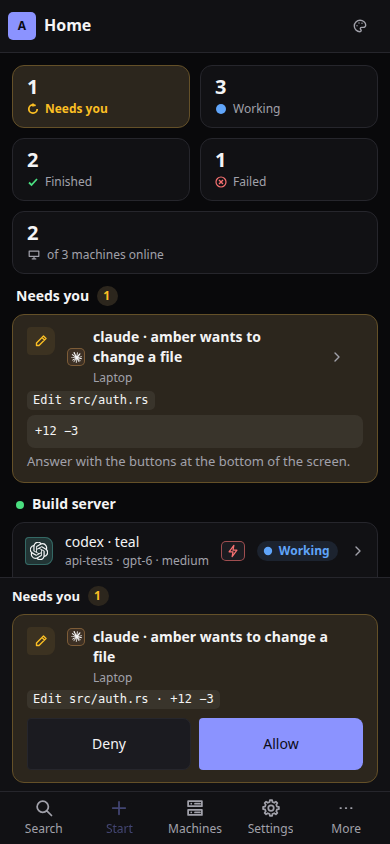 A Home
1
Needs you
3
Working
2
Finished
1
Failed
2
of 3 machines online
Needs you 1
claude · amber wants to
change a file
Laptop
Edit src/auth.rs
+12 −3
Answer with the buttons at the bottom of the screen.
Build server
codex · teal
api-tests · gpt-6 · medium
Working
Needs you 1
claude · amber wants to change a
file
Laptop
Edit src/auth.rs · +12 −3
Deny
Allow
Search
Start
Machines
Settings
More